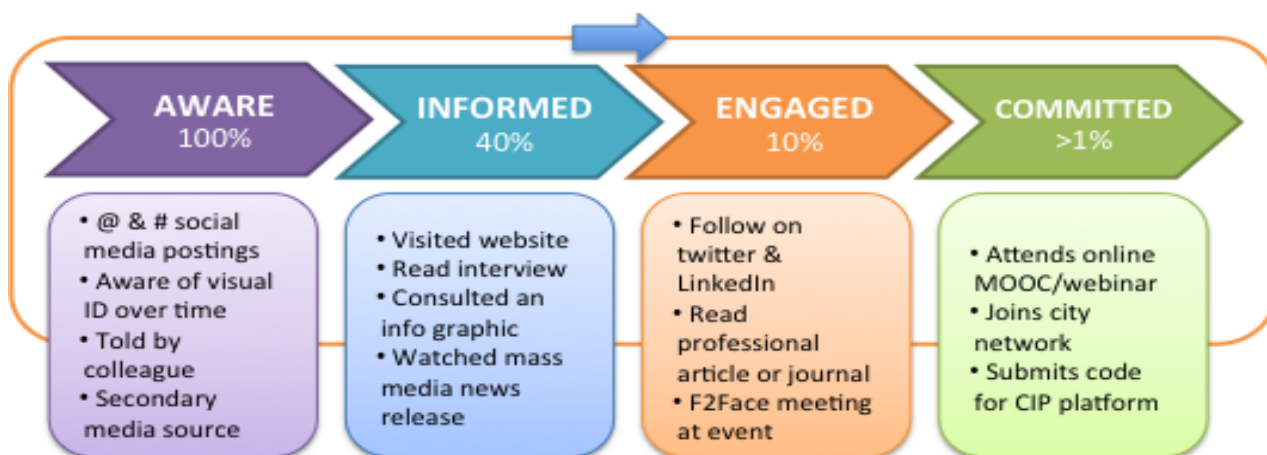 AWARE
100%
INFORMED
40%
ENGAGED
10%
COMMITTED
>1%
• @ & # social
media postings
• Aware of visual
ID over time
• Told by
colleague
• Secondary
media source
• Visited website
• Read interview
• Consulted an
info graphic
• Watched mass
media news
release
• Follow on
twitter &
LinkedIn
• Read
professional
article or journal
• F2Face meeting
at event
• Attends online
MOOC/webinar
• Joins city
network
• Submits code
for CIP platform